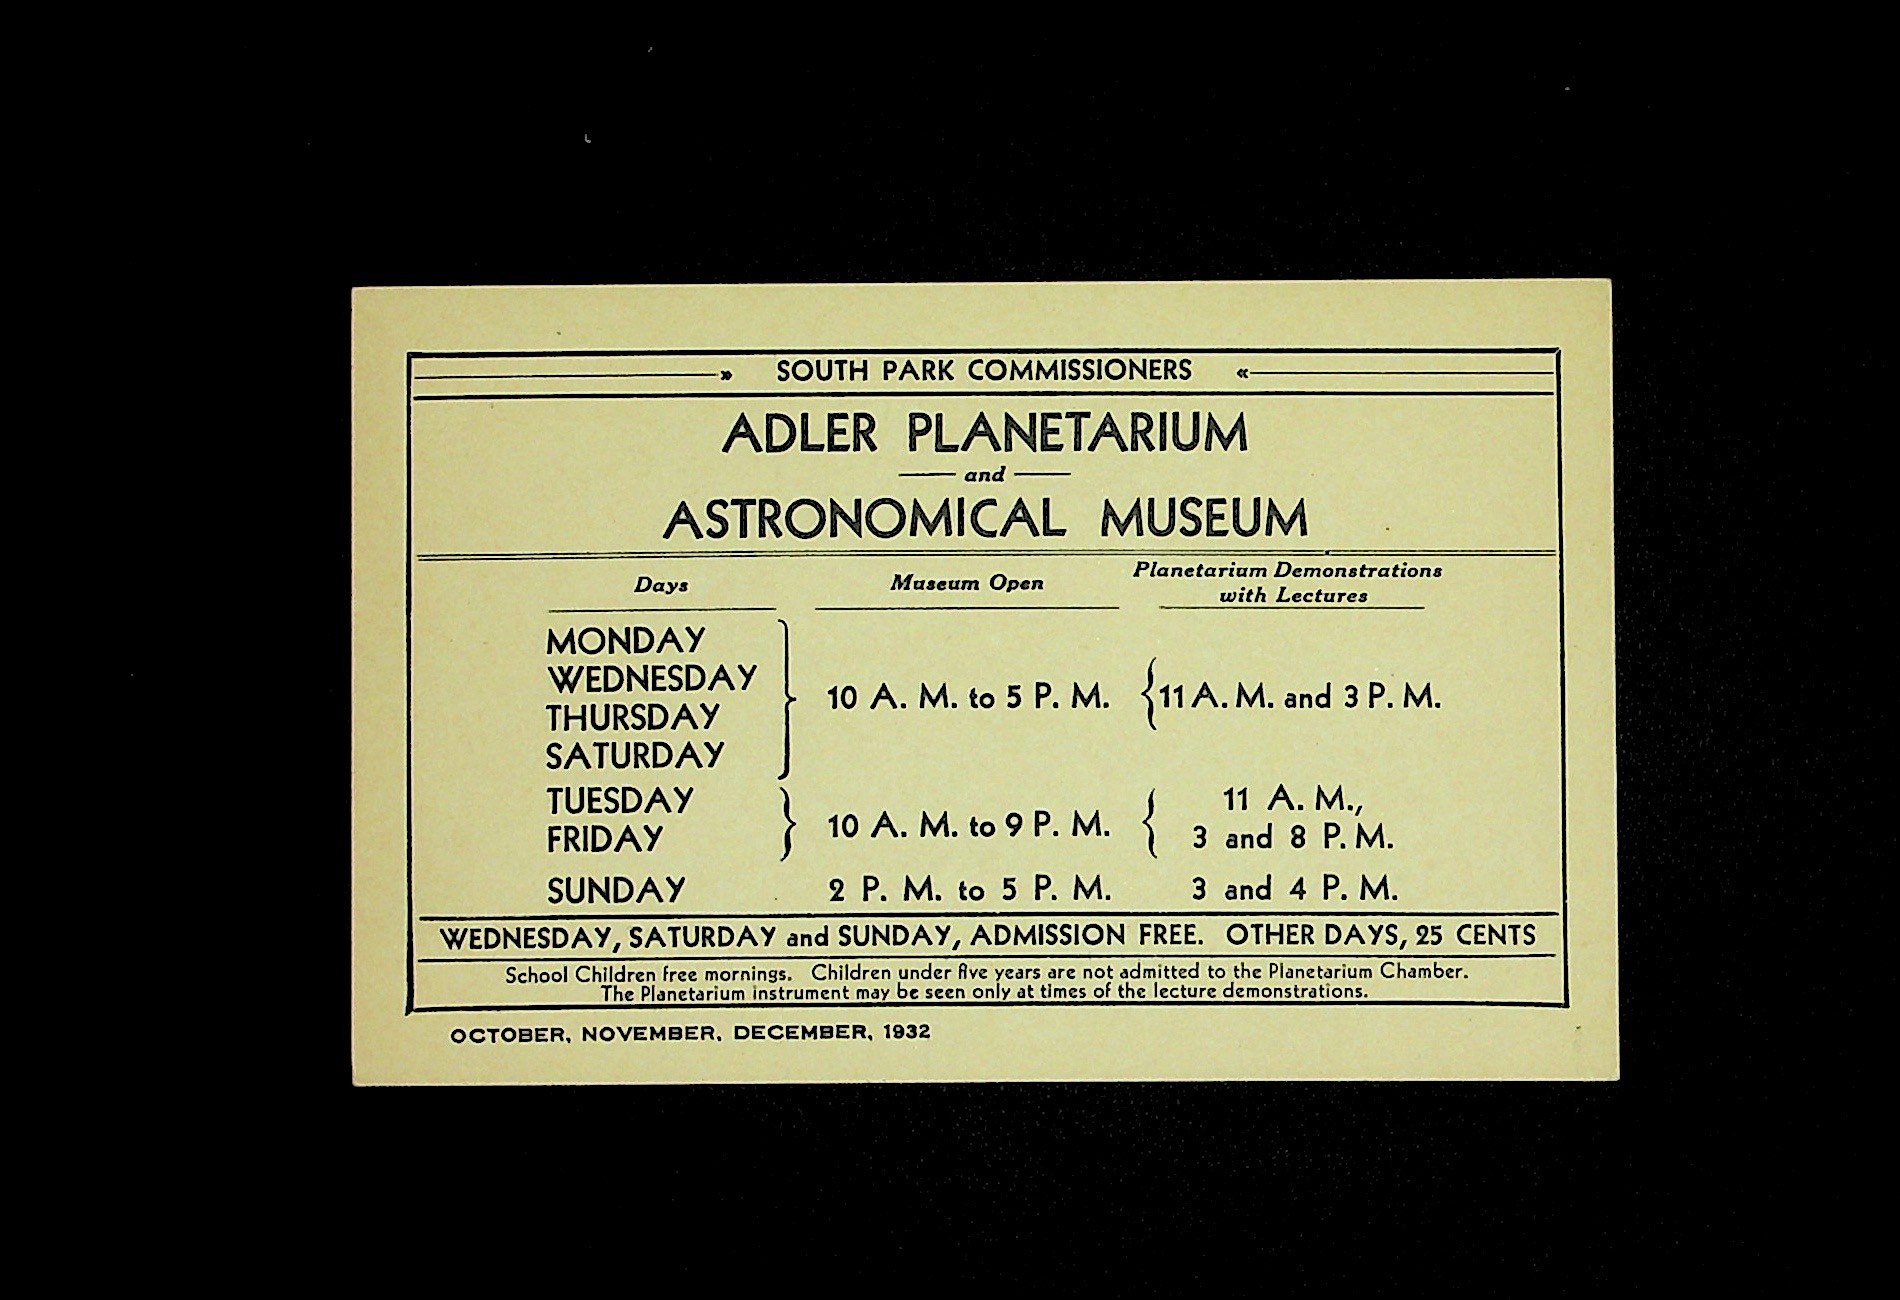 » SOUTH PARK COMMISSIONERS «
ADLER PLANETARIUM
and
ASTRONOMICAL MUSEUM
Days Museum Open Planetarium Demonstrations
with Lectures
MONDAY
WEDNESDAY
THURSDAY
SATURDAY
10 A. M. to 5 P. M. 11 A. M. and 3 P. M.
TUESDAY
FRIDAY
10 A. M. to 9 P. M. 11 A. M.,
3 and 8 P. M.
SUNDAY 2 P. M. to 5 P. M. 3 and 4 P. M.
WEDNESDAY, SATURDAY and SUNDAY, ADMISSION FREE. OTHER DAYS, 25 CENTS
School Children free mornings. Children under five years are not admitted to the Planetarium Chamber.
The Planetarium instrument may be seen only at times of the lecture demonstrations.
OCTOBER, NOVEMBER, DECEMBER, 1932